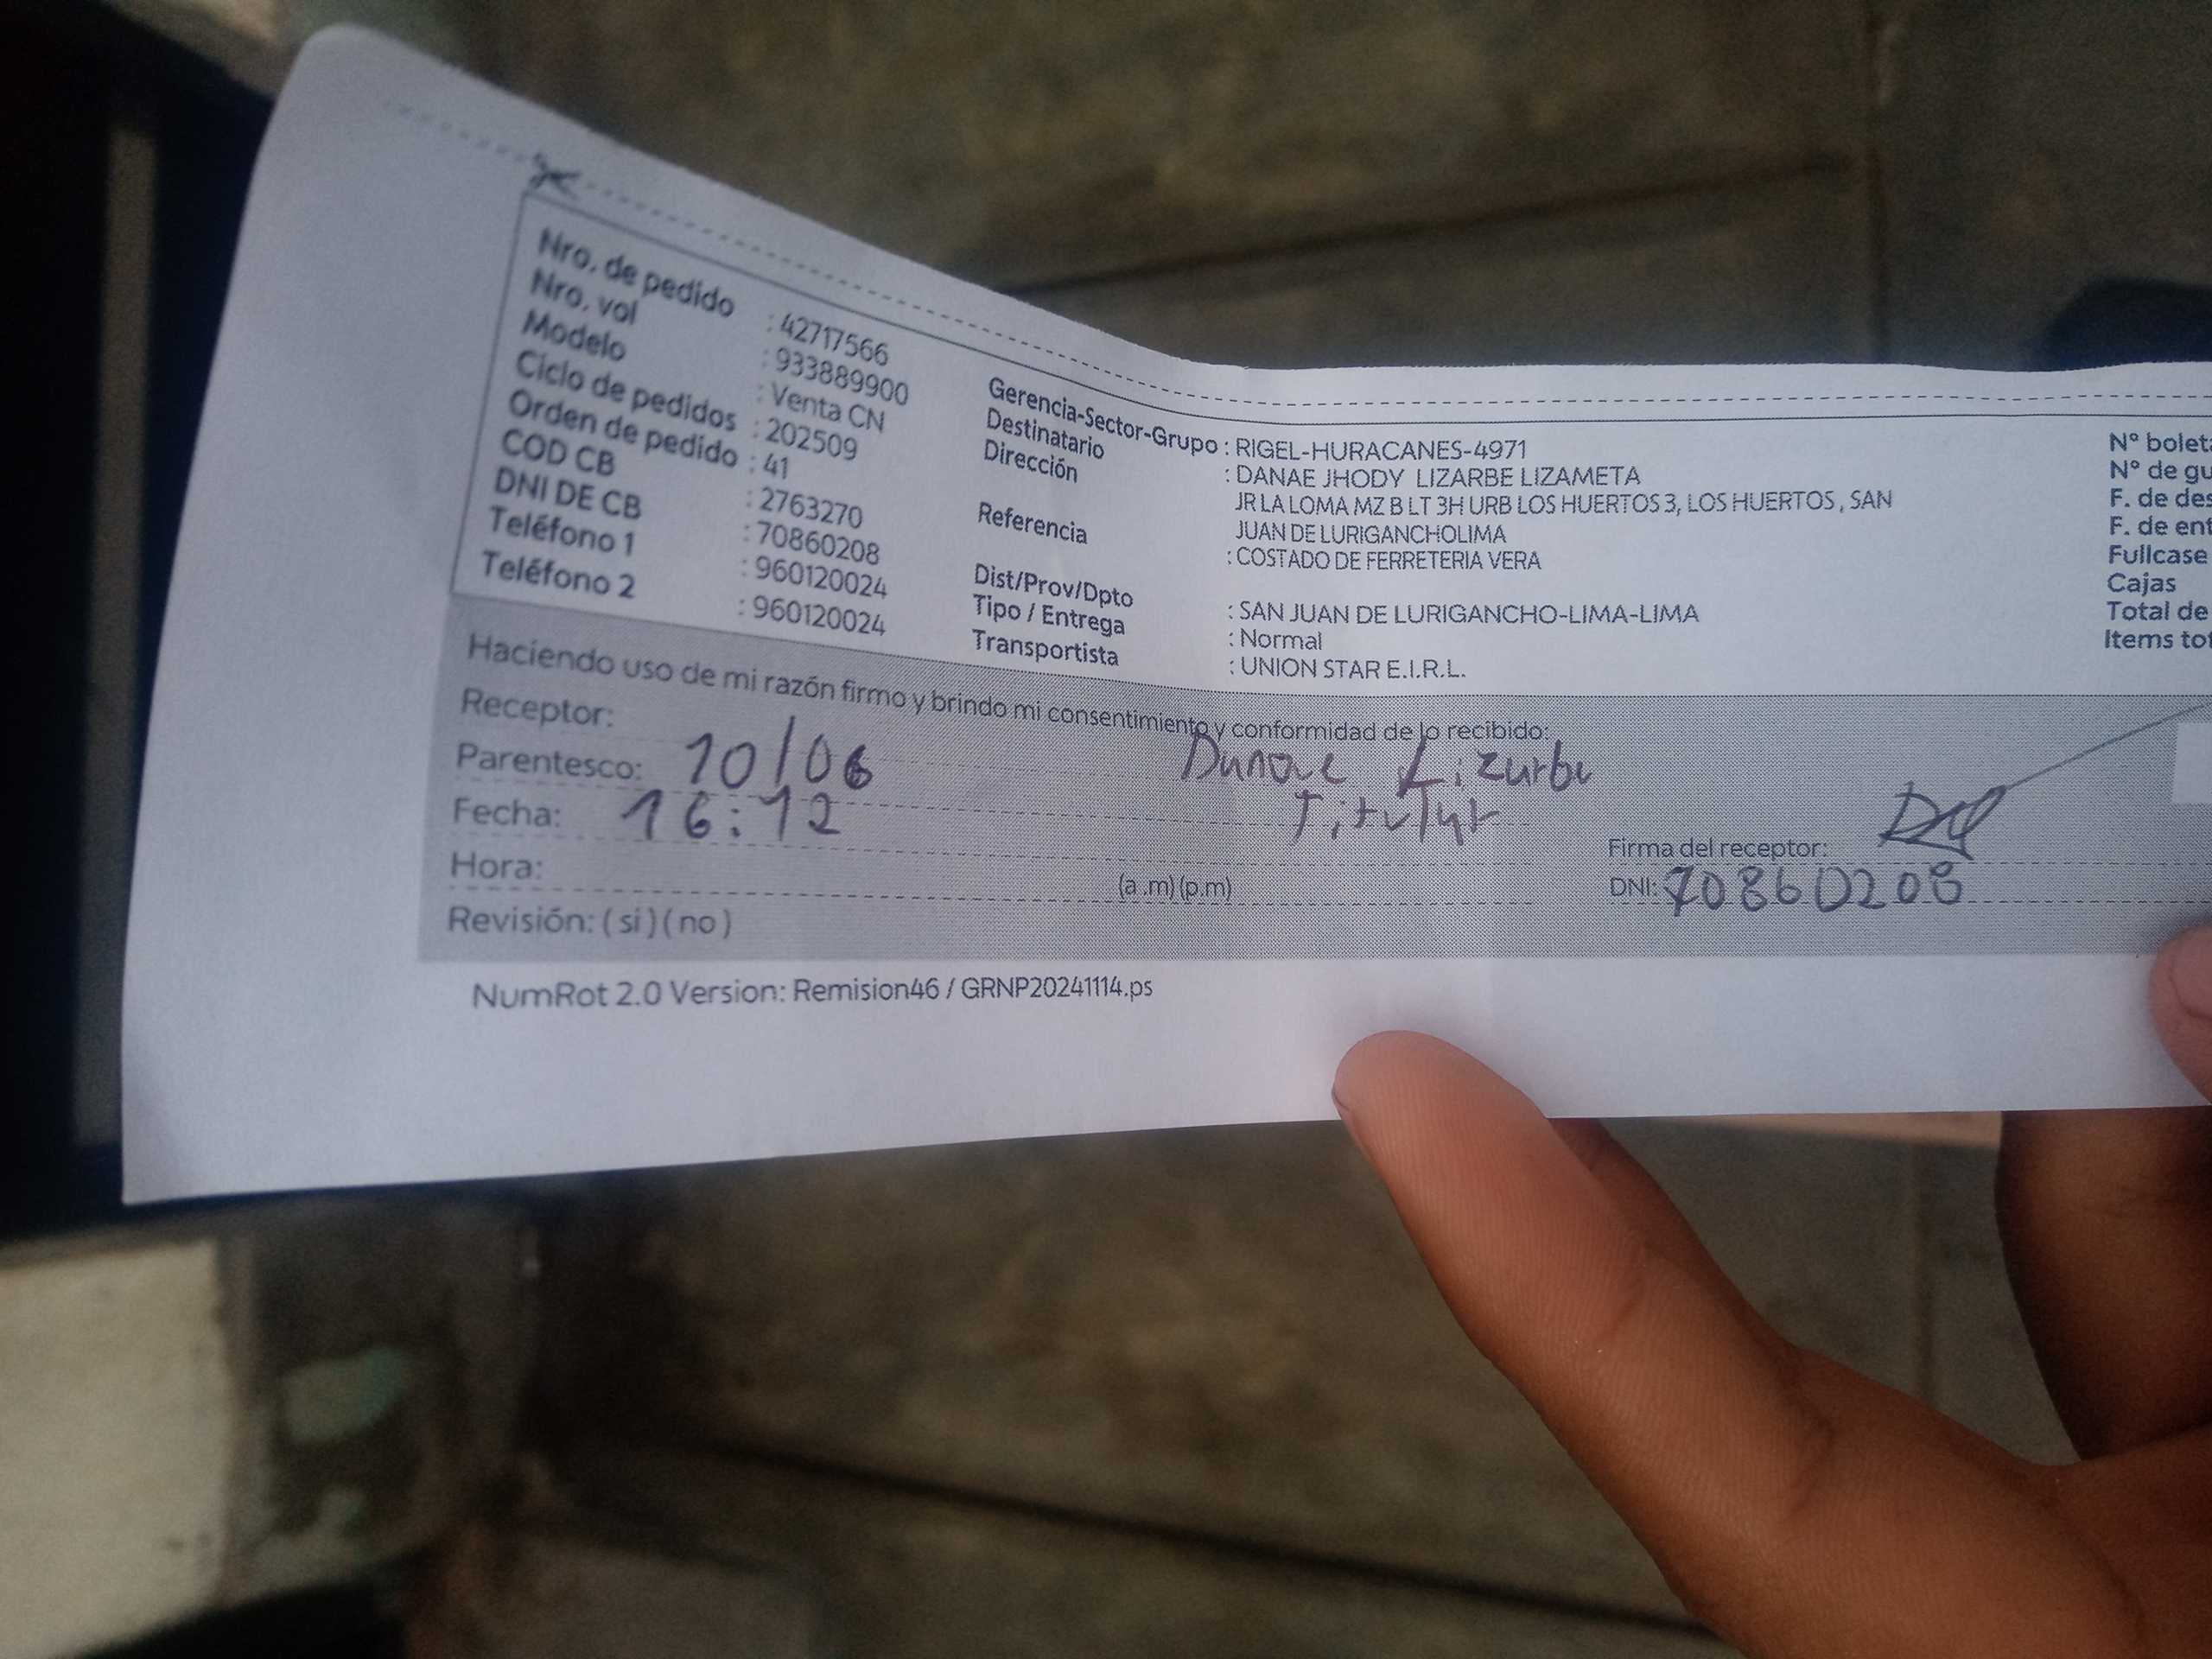 Nro. de pedido : 42717566
Nro. vol : 933889900
Modelo : Venta CN
Ciclo de pedidos : 202509
Orden de pedido : 41
COD CB : 2763270
DNI DE CB : 70860208
Teléfono 1 : 960120024
Teléfono 2 : 960120024
Gerencia-Sector-Grupo : RIGEL-HURACANES-4971
Destinatario : DANAE JHODY LIZARBE LIZAMETA
Dirección JR LA LOMA MZ B LT 3H URB LOS HUERTOS 3, LOS HUERTOS, SAN
JUAN DE LURIGANCHOLIMA
Referencia : COSTADO DE FERRETERIA VERA
Dist/Prov/Dpto : SAN JUAN DE LURIGANCHO-LIMA-LIMA
Tipo / Entrega : Normal
Transportista : UNION STAR E.I.R.L.
N° boleta
N° de gu
F. de des
F. de ent
Fullcase
Cajas
Total de
Items tot
Haciendo uso de mi razón firmo y brindo mi consentimiento y conformidad de lo recibido:
Receptor: Danae Lizarbe
Parentesco: 10/06 Titular
Fecha: 16:12
Hora: (a.m)(p.m)
Revisión: (si)(no)
Firma del receptor:
DNI: 70860208
NumRot 2.0 Version: Remision46 / GRNP20241114.ps